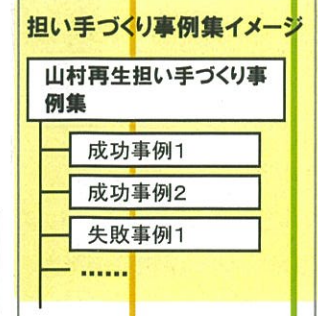 担い手づくり事例集イメージ
山村再生担い手づくり事
例集
成功事例1
成功事例2
失敗事例1
……